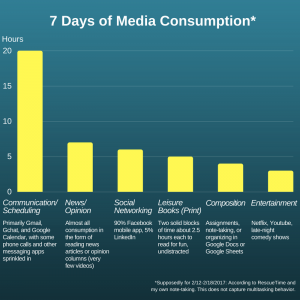 7 Days of Media Consumption*
Hours
20
15
10
5
0
Communication/
Scheduling
Primarily Gmail,
Gchat, and Google
Calendar, with some
phone calls and other
messaging apps
sprinkled in
News/
Opinion
Almost all
consumption in
the form of
reading news
articles or opinion
columns (very
few videos)
Social
Networking
90% Facebook
mobile app, 5%
LinkedIn
Leisure
Books (Print)
Two solid blocks
of time about 2.5
hours each to
read for fun,
undistracted
Composition
Assignments,
note-taking, or
organizing in
Google Docs or
Google Sheets
Entertainment
Netflix, Youtube,
late-night
comedy shows
*Supposedly for 2/12-2/18/2017. According to RescueTime and
my own note-taking. This does not capture multitasking behavior.